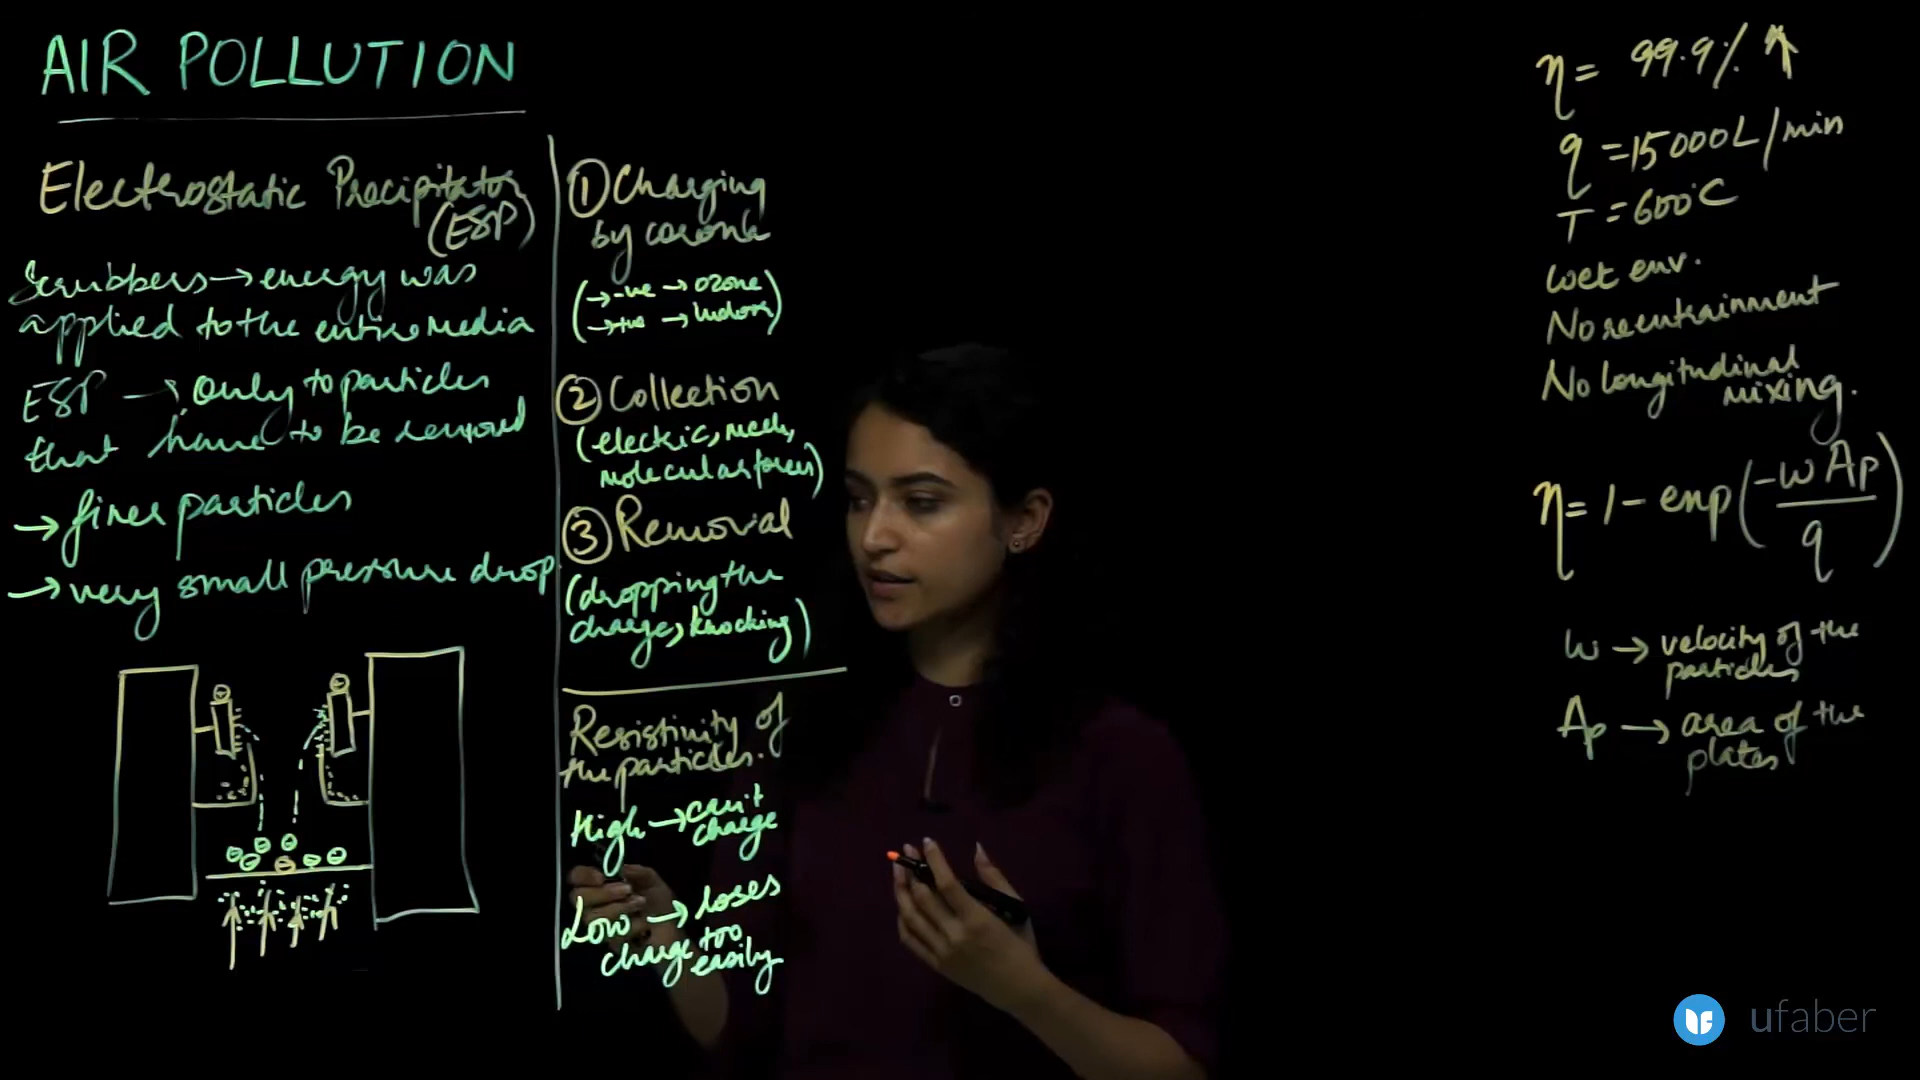 AIR POLLUTION
Electrostatic Precipitator
(ESP)
Scrubbers → energy was
applied to the entire media
ESP → Only to particles
that have to be removed
→ finer particles
→ very small pressure drop
① Charging
by corona
(→ -ve → ozone
→ +ve → Indoor)
② Collection
(electric, mech,
molecular forces)
③ Removal
(dropping the
charge, knocking)
Resistivity of
the particles.
High → can't
charge
Low → loses
charge too
easily
η = 99.9% ↑
q = 15000L/min
T = 600°C
wet env.
No reentrainment
No longitudinal
mixing.
η = 1 - exp(-wAp/q)
w → velocity of the
particles
Ap → area of the
plates
ufaber